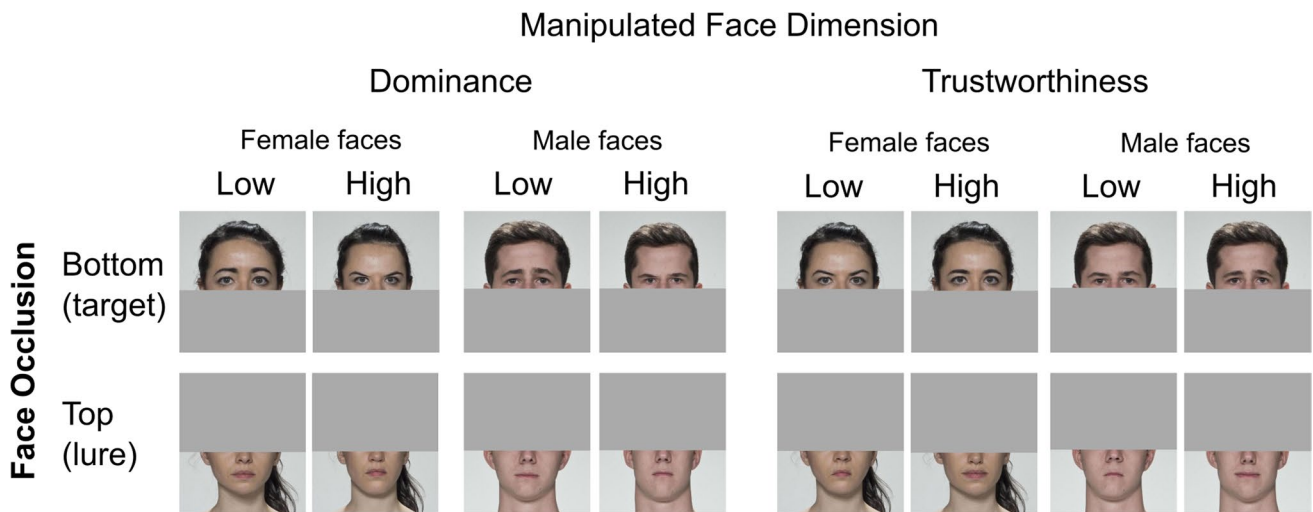 Manipulated Face Dimension
Dominance
Trustworthiness
Female faces
Male faces
Female faces
Male faces
Low
High
Low
High
Low
High
Low
High
Face Occlusion
Bottom
(target)
Top
(lure)